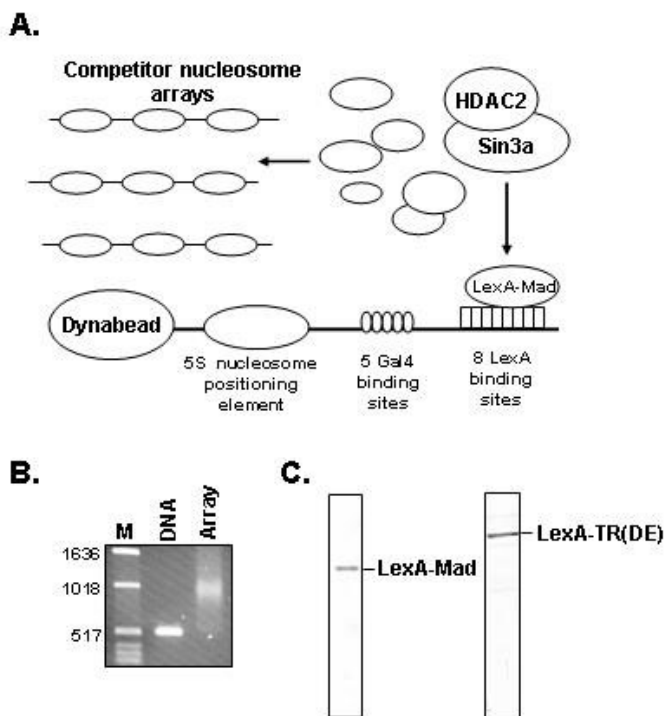 A.
Competitor nucleosome
arrays
HDAC2
Sin3a
LexA-Mad
Dynabead
5S nucleosome
positioning
element
5 Gal4
binding
sites
8 LexA
binding
sites
B.
M
DNA
Array
1636
1018
517
C.
LexA-Mad
LexA-TR(DE)